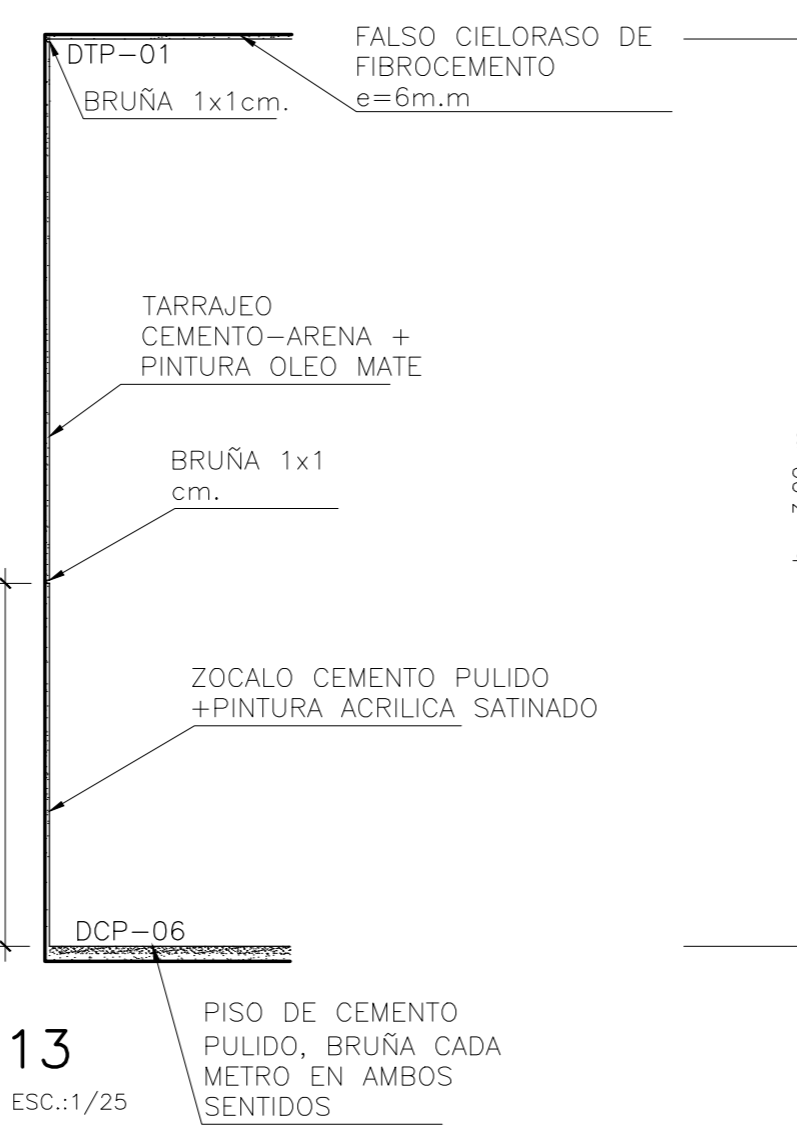 DTP-01
BRUÑA 1x1cm.
FALSO CIELORASO DE
FIBROCEMENTO
e=6m.m
TARRAJEO
CEMENTO-ARENA +
PINTURA OLEO MATE
BRUÑA 1x1
cm.
ZOCALO CEMENTO PULIDO
+PINTURA ACRILICA SATINADO
DCP-06
PISO DE CEMENTO
PULIDO, BRUÑA CADA
METRO EN AMBOS
SENTIDOS
13
ESC.:1/25